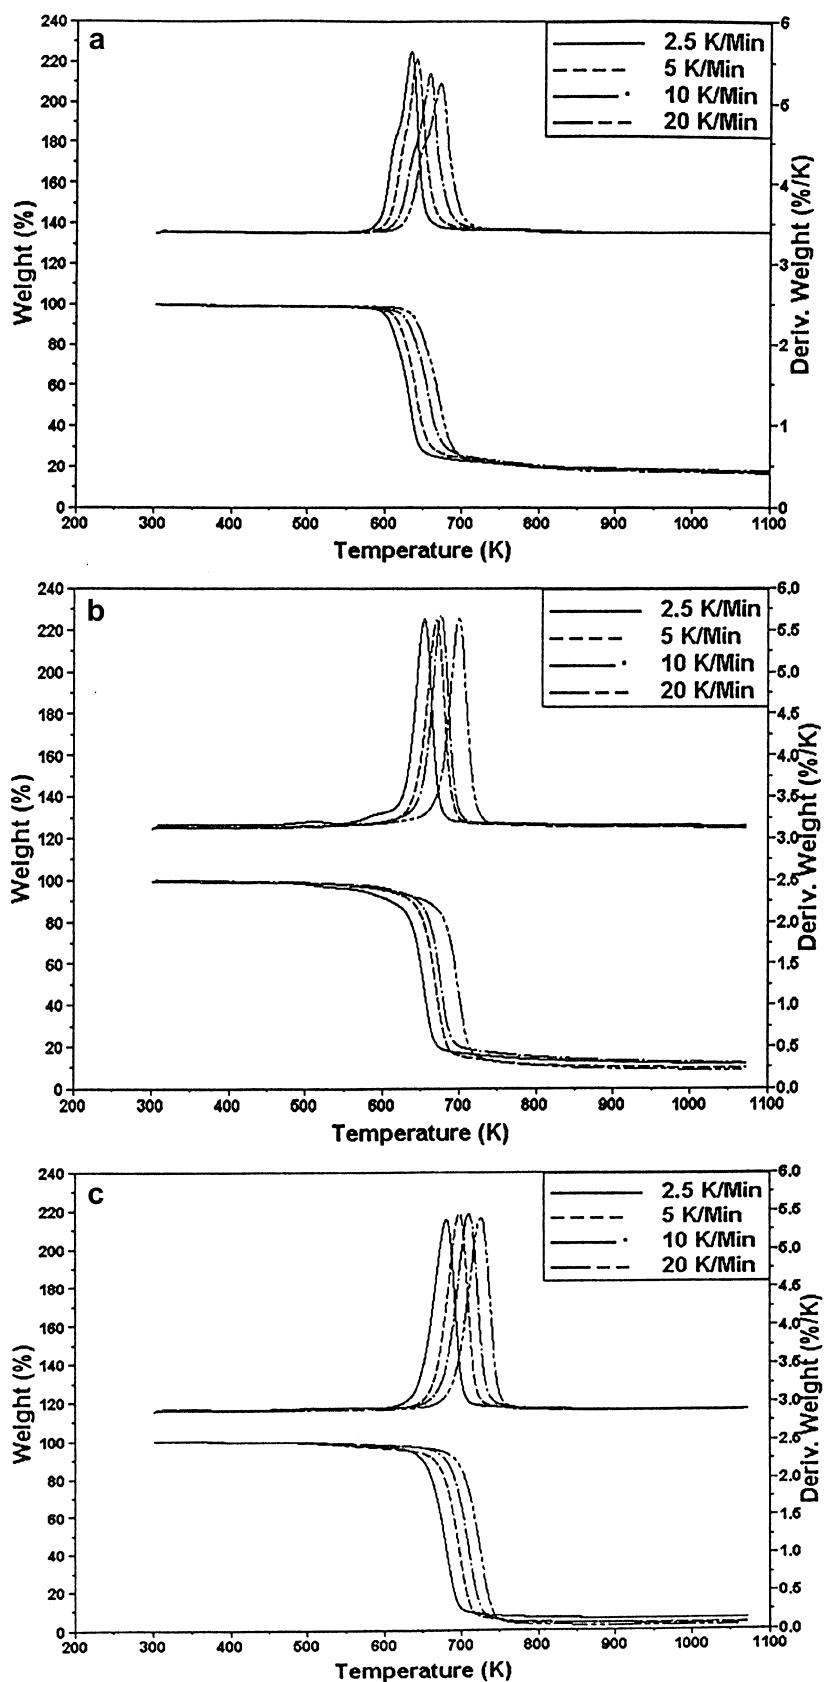 a
2.5 K/Min
5 K/Min
10 K/Min
20 K/Min
240
220
200
180
160
140
120
100
80
60
40
20
0
6
5
4
3
2
1
0
200 300 400 500 600 700 800 900 1000 1100
Weight (%)
Deriv. Weight (%/K)
Temperature (K)
b
2.5 K/Min
5 K/Min
10 K/Min
20 K/Min
240
220
200
180
160
140
120
100
80
60
40
20
0
6.0
5.5
5.0
4.5
4.0
3.5
3.0
2.5
2.0
1.5
1.0
0.5
0.0
200 300 400 500 600 700 800 900 1000 1100
Weight (%)
Deriv. Weight (%/K)
Temperature (K)
c
2.5 K/Min
5 K/Min
10 K/Min
20 K/Min
240
220
200
180
160
140
120
100
80
60
40
20
0
6.0
5.5
5.0
4.5
4.0
3.5
3.0
2.5
2.0
1.5
1.0
0.5
0.0
200 300 400 500 600 700 800 900 1000 1100
Weight (%)
Deriv. Weight (%/K)
Temperature (K)